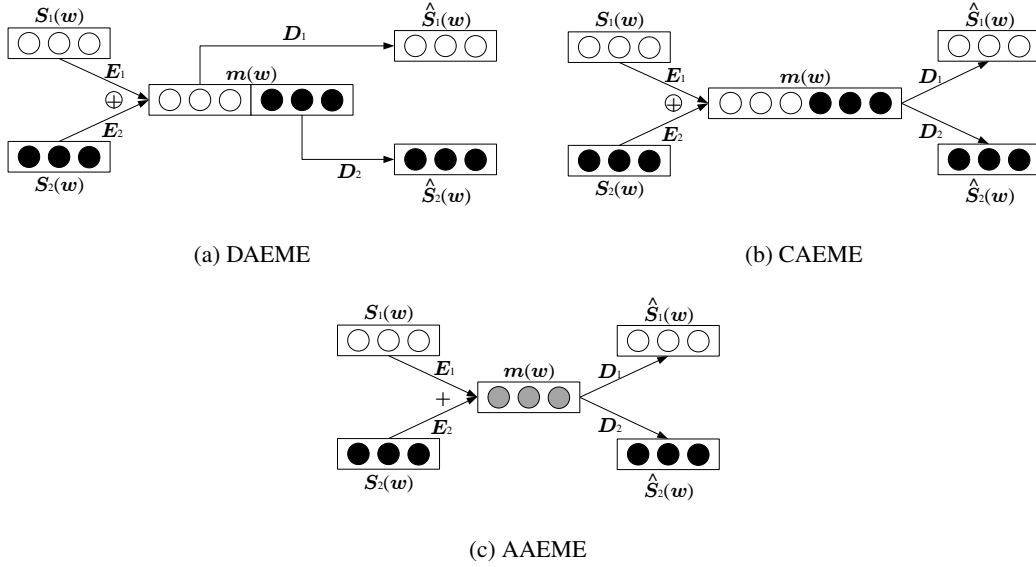 S₁(w)
E₁
⊕
E₂
S₂(w)
m(w)
D₁
D₂
Ŝ₁(w)
Ŝ₂(w)
(a) DAEME
S₁(w)
E₁
⊕
E₂
S₂(w)
m(w)
D₁
D₂
Ŝ₁(w)
Ŝ₂(w)
(b) CAEME
S₁(w)
E₁
+
E₂
S₂(w)
m(w)
D₁
D₂
Ŝ₁(w)
Ŝ₂(w)
(c) AAEME